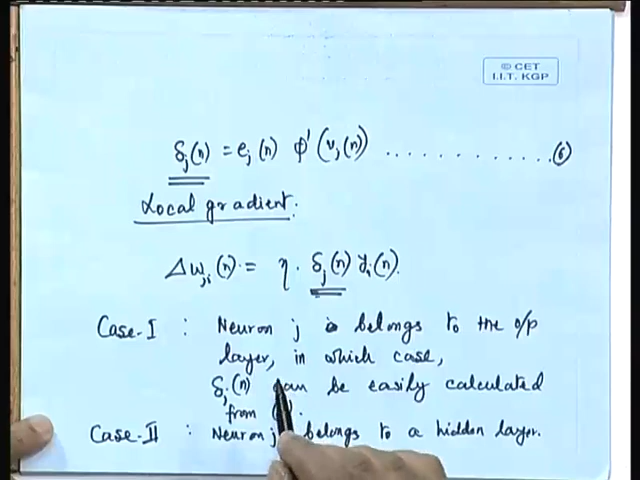 © CET
I.I.T. KGP
δj(n) = ej(n) φ'(vj(n)) ............. (6)
Local gradient:
Δwji(n) = η · δj(n) yi(n).
Case-I : Neuron j belongs to the o/p
layer, in which case,
δj(n) can be easily calculated
from
Case-II : Neuron j belongs to a hidden layer.